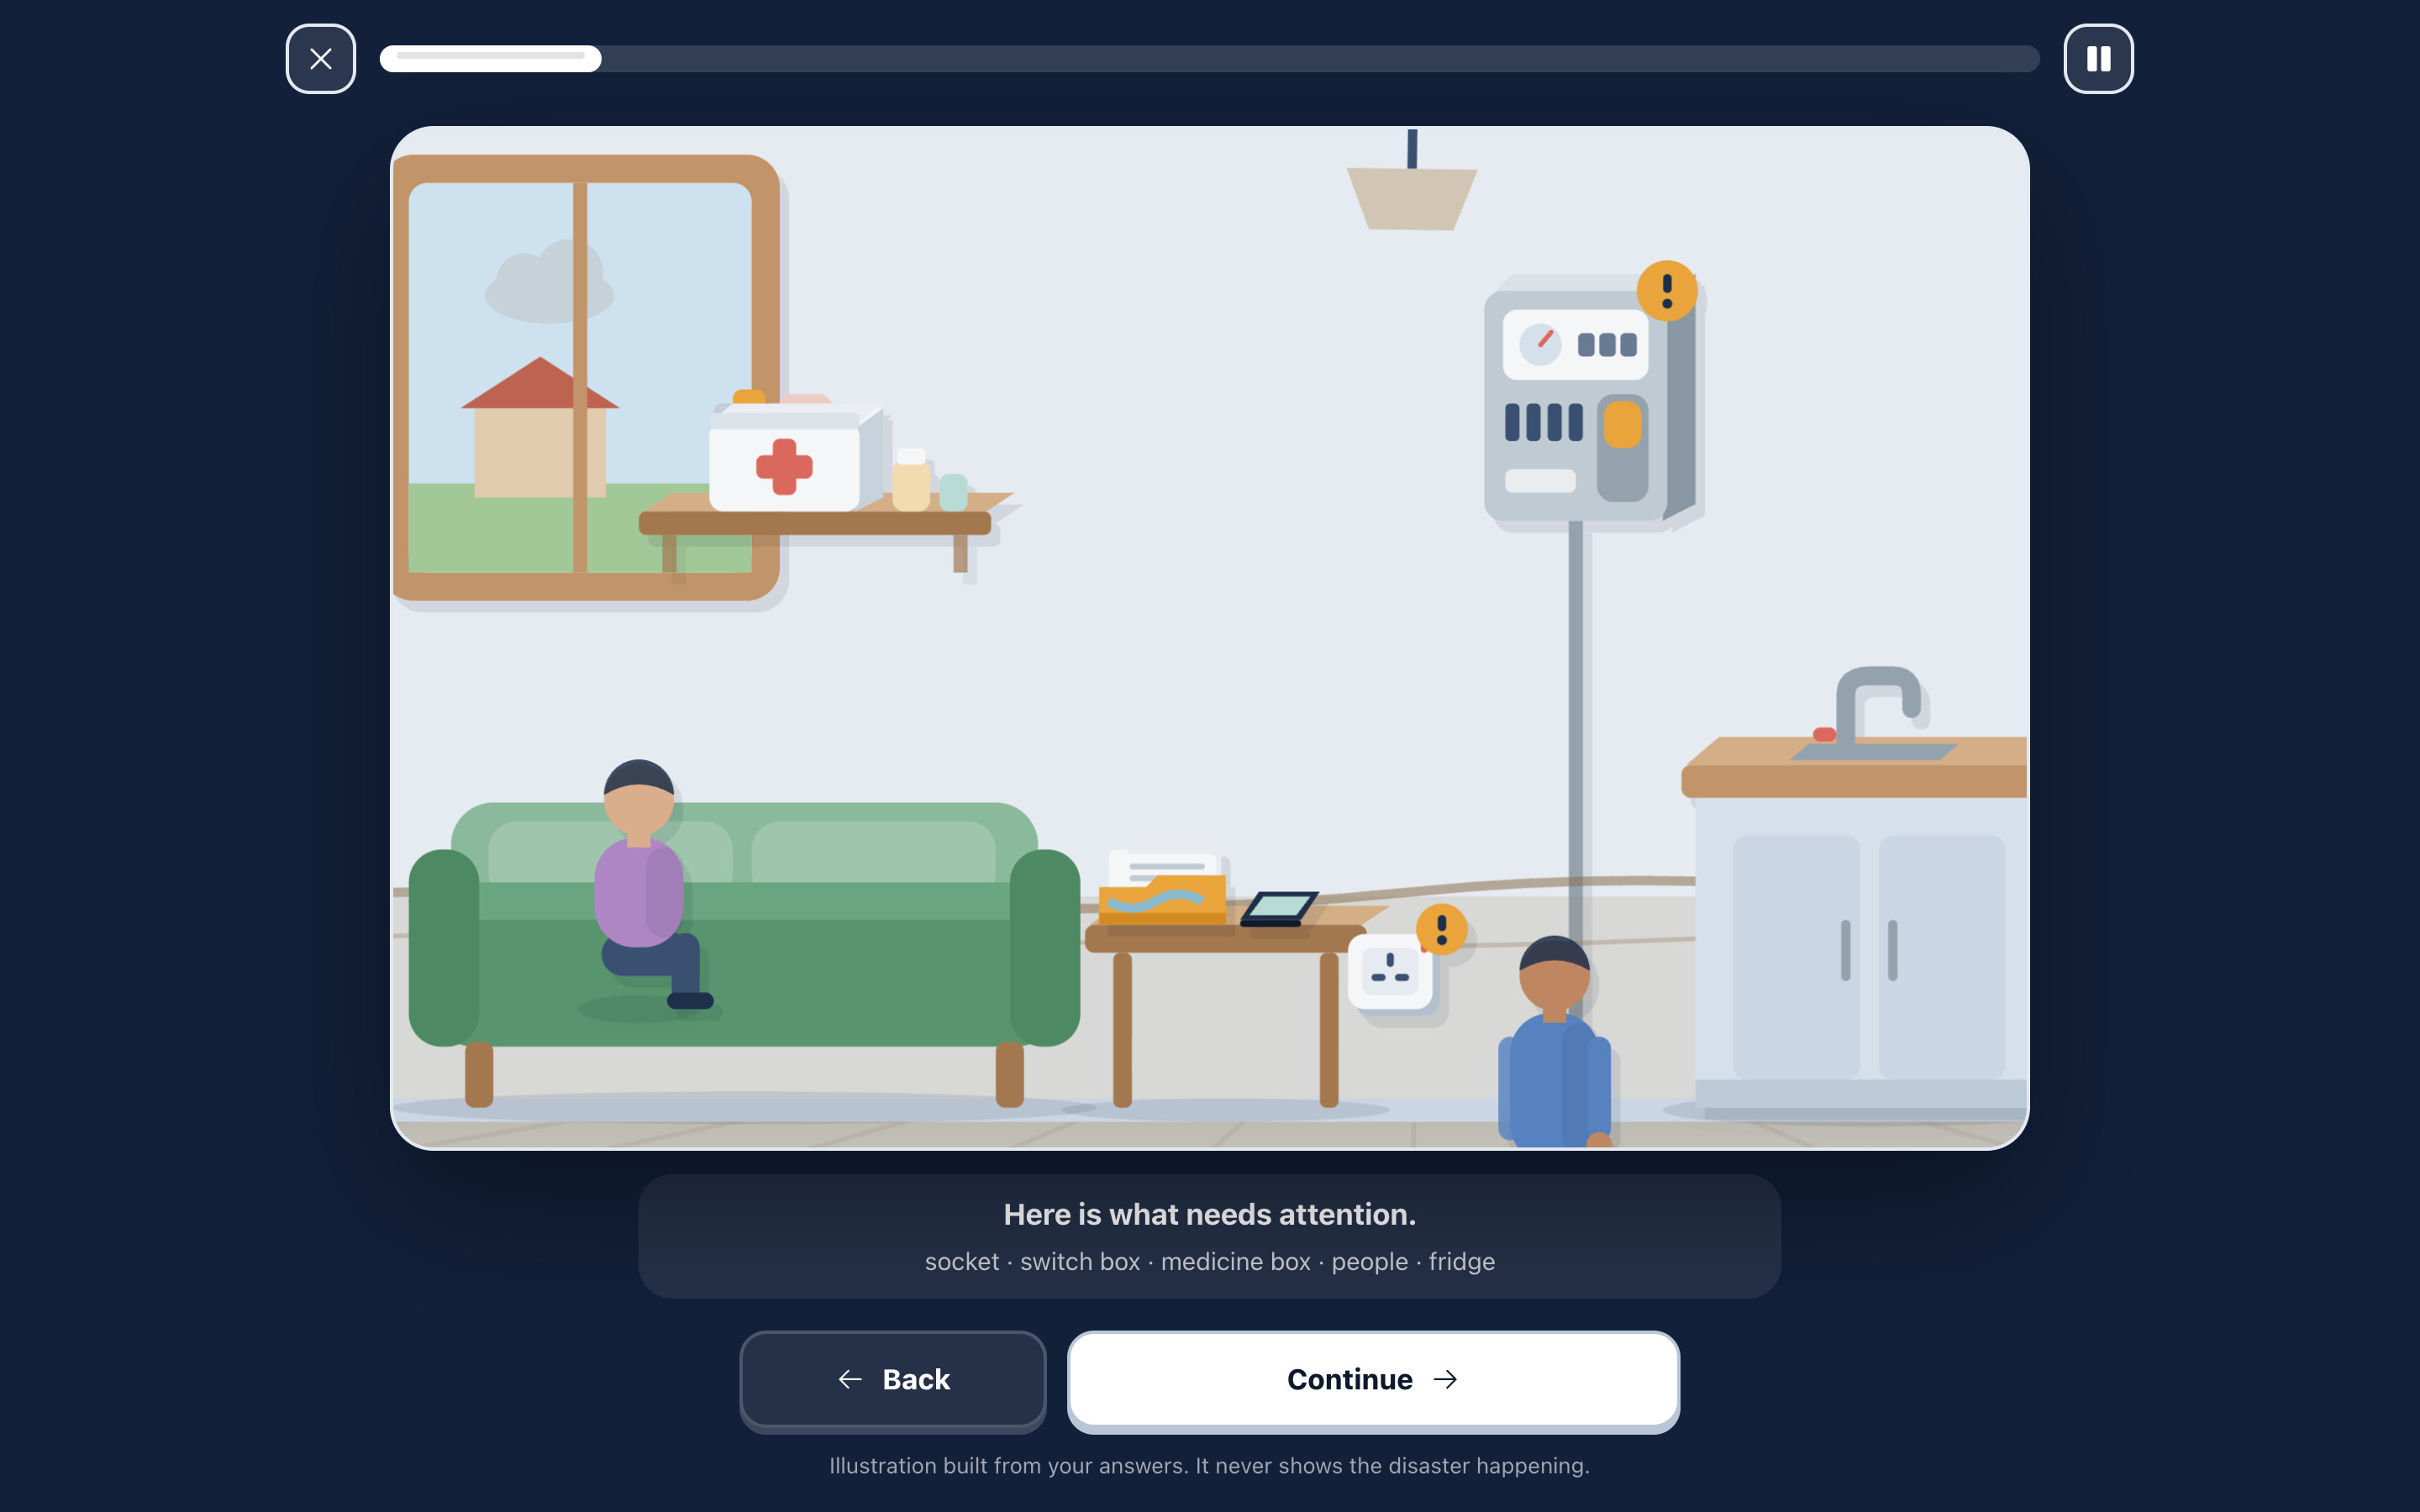 Here is what needs attention.
socket · switch box · medicine box · people · fridge
Back
Continue
Illustration built from your answers. It never shows the disaster happening.